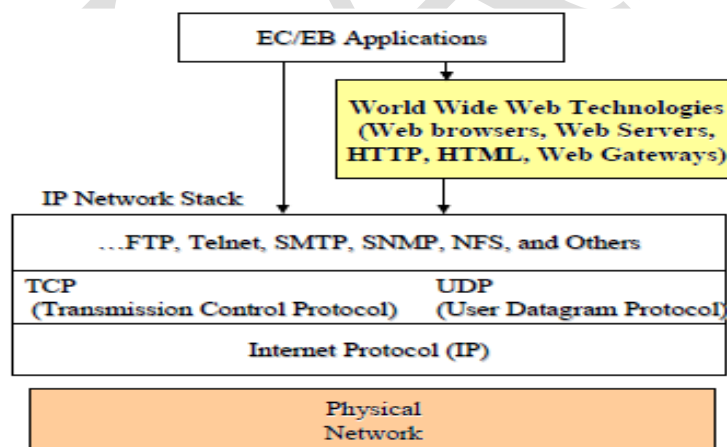 EC/EB Applications
World Wide Web Technologies
(Web browsers, Web Servers,
HTTP, HTML, Web Gateways)
IP Network Stack
...FTP, Telnet, SMTP, SNMP, NFS, and Others
TCP
(Transmission Control Protocol)
UDP
(User Datagram Protocol)
Internet Protocol (IP)
Physical
Network